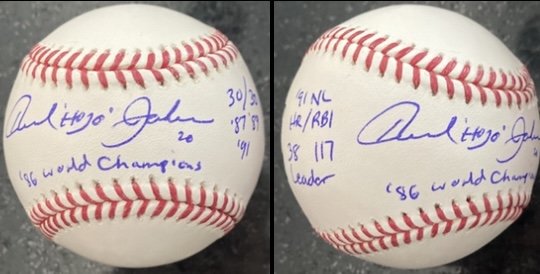 Howard 'HOJO' Johnson
20
'86 World Champions
30/30
'87 '89
'91
'91 NL
HR/RBI
38 117
Leader
Howard 'HOJO' Johnson
'86 World Champions